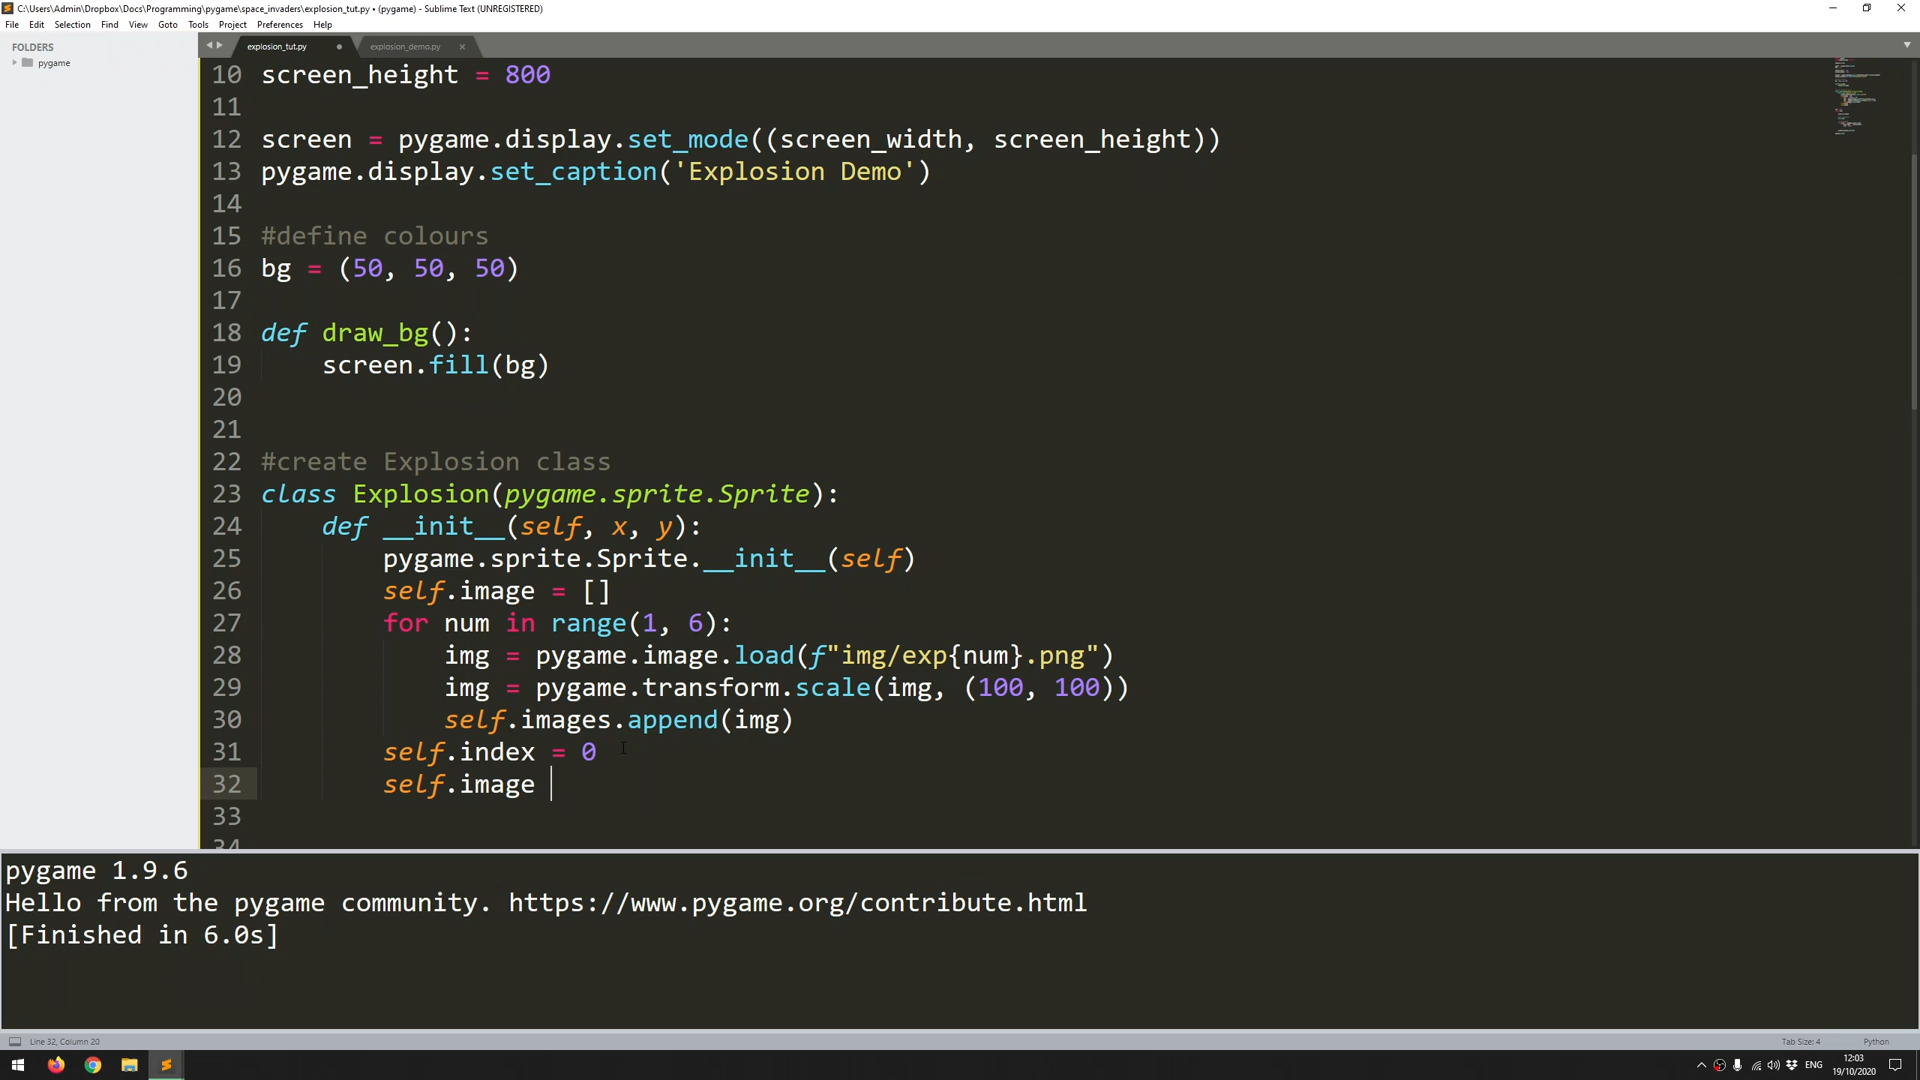 C:\Users\Admin\Dropbox\Docs\Programming\pygame\space_invaders\explosion_tut.py • (pygame) - Sublime Text (UNREGISTERED)
File Edit Selection Find View Goto Tools Project Preferences Help
FOLDERS
pygame
explosion_tut.py
explosion_demo.py
10 screen_height = 800
11
12 screen = pygame.display.set_mode((screen_width, screen_height))
13 pygame.display.set_caption('Explosion Demo')
14
15 #define colours
16 bg = (50, 50, 50)
17
18 def draw_bg():
19 screen.fill(bg)
20
21
22 #create Explosion class
23 class Explosion(pygame.sprite.Sprite):
24 def __init__(self, x, y):
25 pygame.sprite.Sprite.__init__(self)
26 self.image = []
27 for num in range(1, 6):
28 img = pygame.image.load(f"img/exp{num}.png")
29 img = pygame.transform.scale(img, (100, 100))
30 self.images.append(img)
31 self.index = 0
32 self.image
33
34
pygame 1.9.6
Hello from the pygame community. https://www.pygame.org/contribute.html
[Finished in 6.0s]
Line 32, Column 20
Tab Size: 4
Python
ENG
12:03
19/10/2020